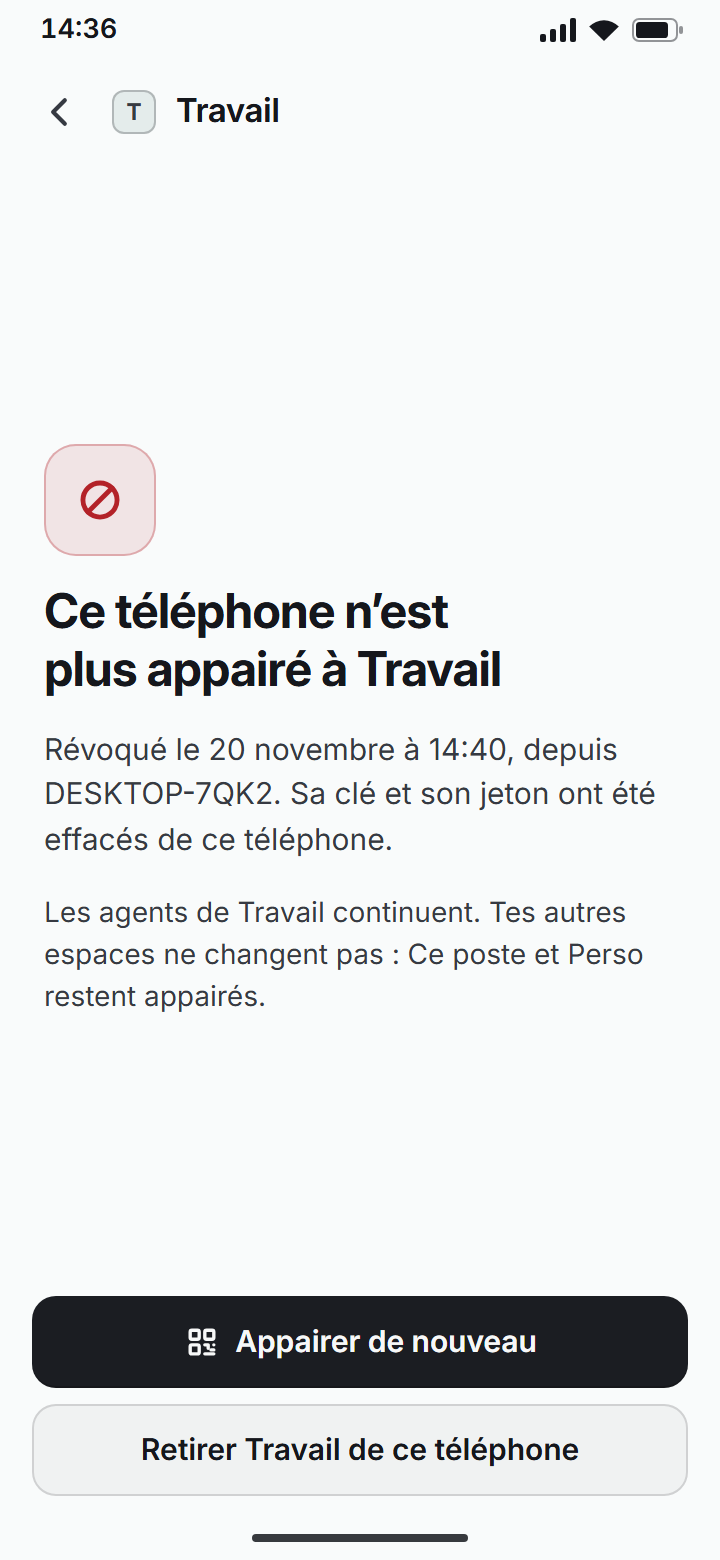 14:36
T Travail
Ce téléphone n’est
plus appairé à Travail
Révoqué le 20 novembre à 14:40, depuis
DESKTOP-7QK2. Sa clé et son jeton ont été
effacés de ce téléphone.
Les agents de Travail continuent. Tes autres
espaces ne changent pas : Ce poste et Perso
restent appairés.
Appairer de nouveau
Retirer Travail de ce téléphone